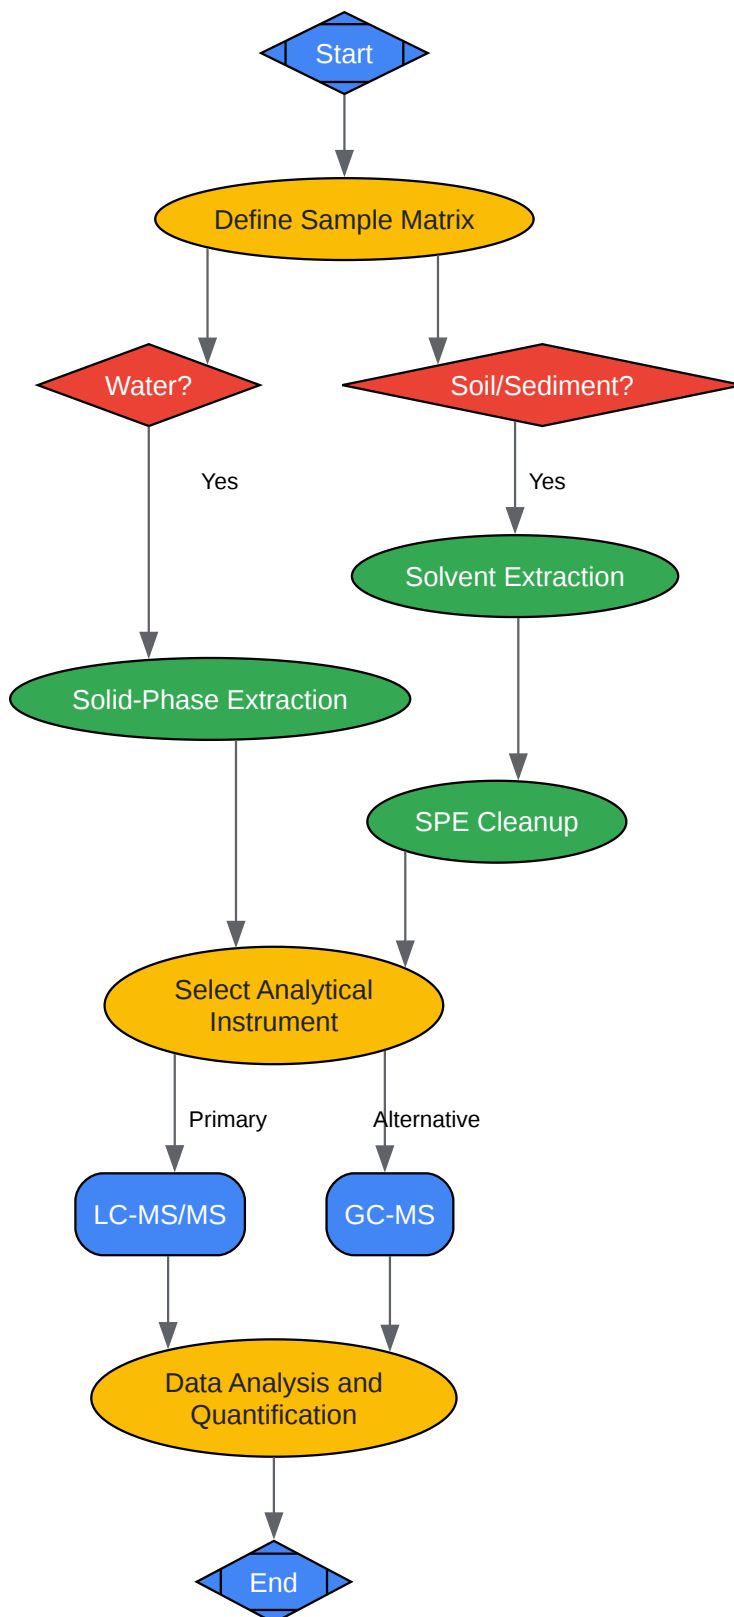 Start
Define Sample Matrix
Water?
Soil/Sediment?
Yes
Yes
Solvent Extraction
Solid-Phase Extraction
SPE Cleanup
Select Analytical
Instrument
Primary
Alternative
LC-MS/MS
GC-MS
Data Analysis and
Quantification
End